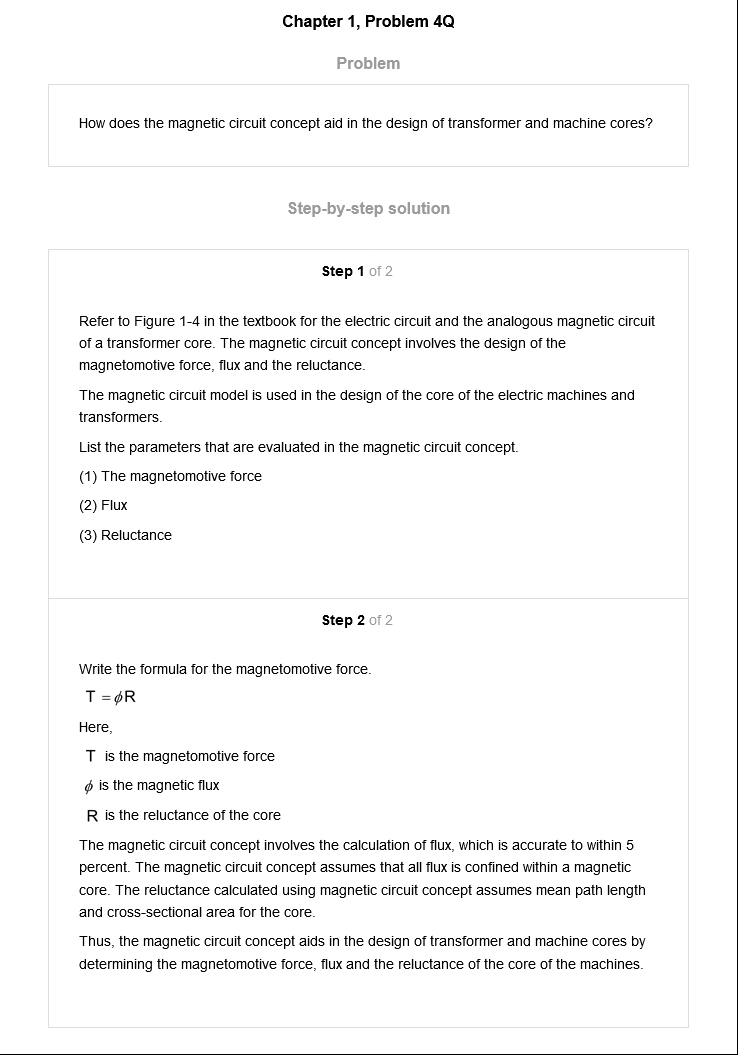 Chapter 1, Problem 4Q
Problem
How does the magnetic circuit concept aid in the design of transformer and machine cores?
Step-by-step solution
Step 1 of 2
Refer to Figure 1-4 in the textbook for the electric circuit and the analogous magnetic circuit
of a transformer core. The magnetic circuit concept involves the design of the
magnetomotive force, flux and the reluctance.
The magnetic circuit model is used in the design of the core of the electric machines and
transformers.
List the parameters that are evaluated in the magnetic circuit concept.
(1) The magnetomotive force
(2) Flux
(3) Reluctance
Step 2 of 2
Write the formula for the magnetomotive force.
T = ϕR
Here,
T is the magnetomotive force
ϕ is the magnetic flux
R is the reluctance of the core
The magnetic circuit concept involves the calculation of flux, which is accurate to within 5
percent. The magnetic circuit concept assumes that all flux is confined within a magnetic
core. The reluctance calculated using magnetic circuit concept assumes mean path length
and cross-sectional area for the core.
Thus, the magnetic circuit concept aids in the design of transformer and machine cores by
determining the magnetomotive force, flux and the reluctance of the core of the machines.